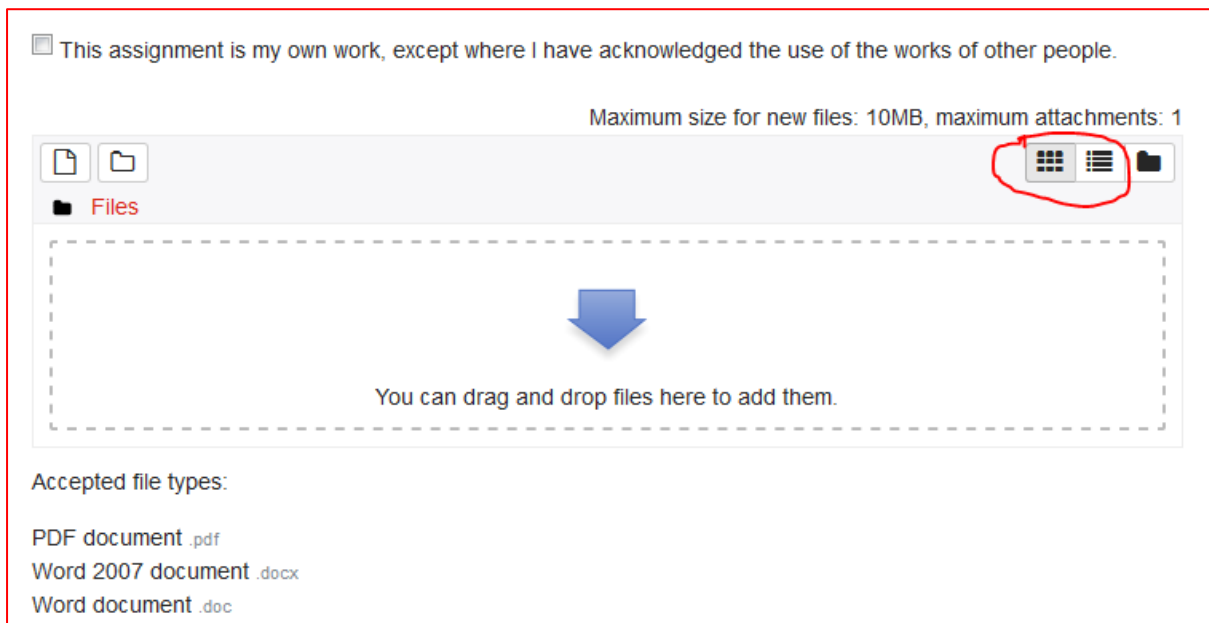 This assignment is my own work, except where I have acknowledged the use of the works of other people.
Maximum size for new files: 10MB, maximum attachments: 1
Files
You can drag and drop files here to add them.
Accepted file types:
PDF document .pdf
Word 2007 document .docx
Word document .doc